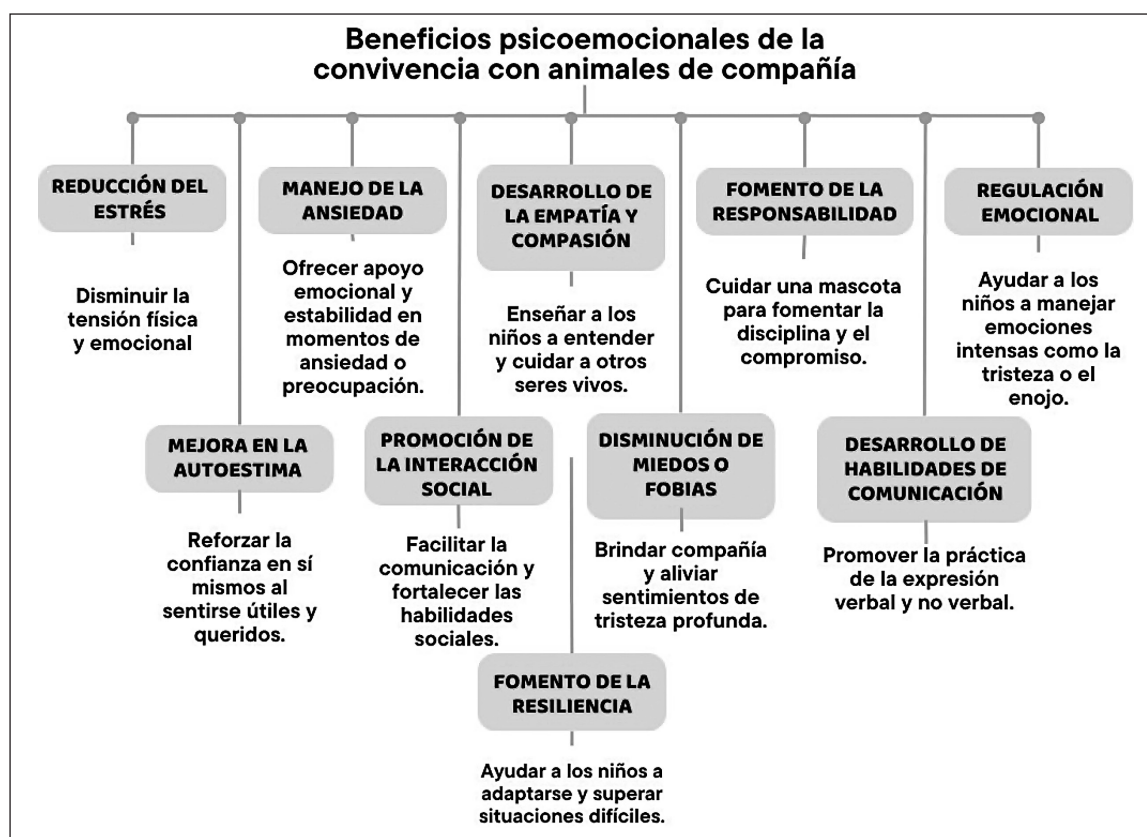 Beneficios psicoemocionales de la
convivencia con animales de compañía
REDUCCIÓN DEL
ESTRÉS
Disminuir la
tensión física
y emocional
MANEJO DE LA
ANSIEDAD
Ofrecer apoyo
emocional y
estabilidad en
momentos de
ansiedad o
preocupación.
DESARROLLO DE
LA EMPATÍA Y
COMPASIÓN
Enseñar a los
niños a entender
y cuidar a otros
seres vivos.
FOMENTO DE LA
RESPONSABILIDAD
Cuidar una mascota
para fomentar la
disciplina y el
compromiso.
REGULACIÓN
EMOCIONAL
Ayudar a los
niños a manejar
emociones
intensas como la
tristeza o el
enojo.
MEJORA EN LA
AUTOESTIMA
Reforzar la
confianza en sí
mismos al
sentirse útiles y
queridos.
PROMOCIÓN DE
LA INTERACCIÓN
SOCIAL
Facilitar la
comunicación y
fortalecer las
habilidades
sociales.
DISMINUCIÓN DE
MIEDOS O
FOBIAS
Brindar compañía
y aliviar
sentimientos de
tristeza profunda.
DESARROLLO DE
HABILIDADES DE
COMUNICACIÓN
Promover la práctica
de la expresión
verbal y no verbal.
FOMENTO DE LA
RESILIENCIA
Ayudar a los niños a
adaptarse y superar
situaciones difíciles.